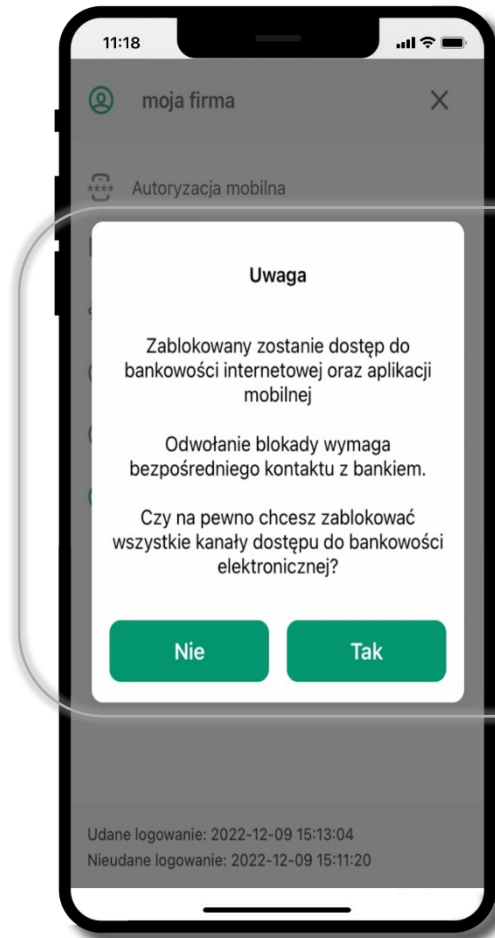 11:18
moja firma
Autoryzacja mobilna
Uwaga
Zablokowany zostanie dostęp do
bankowości internetowej oraz aplikacji
mobilnej
Odwołanie blokady wymaga
bezpośredniego kontaktu z bankiem.
Czy na pewno chcesz zablokować
wszystkie kanały dostępu do bankowości
elektronicznej?
Nie Tak
Udane logowanie: 2022-12-09 15:13:04
Nieudane logowanie: 2022-12-09 15:11:20